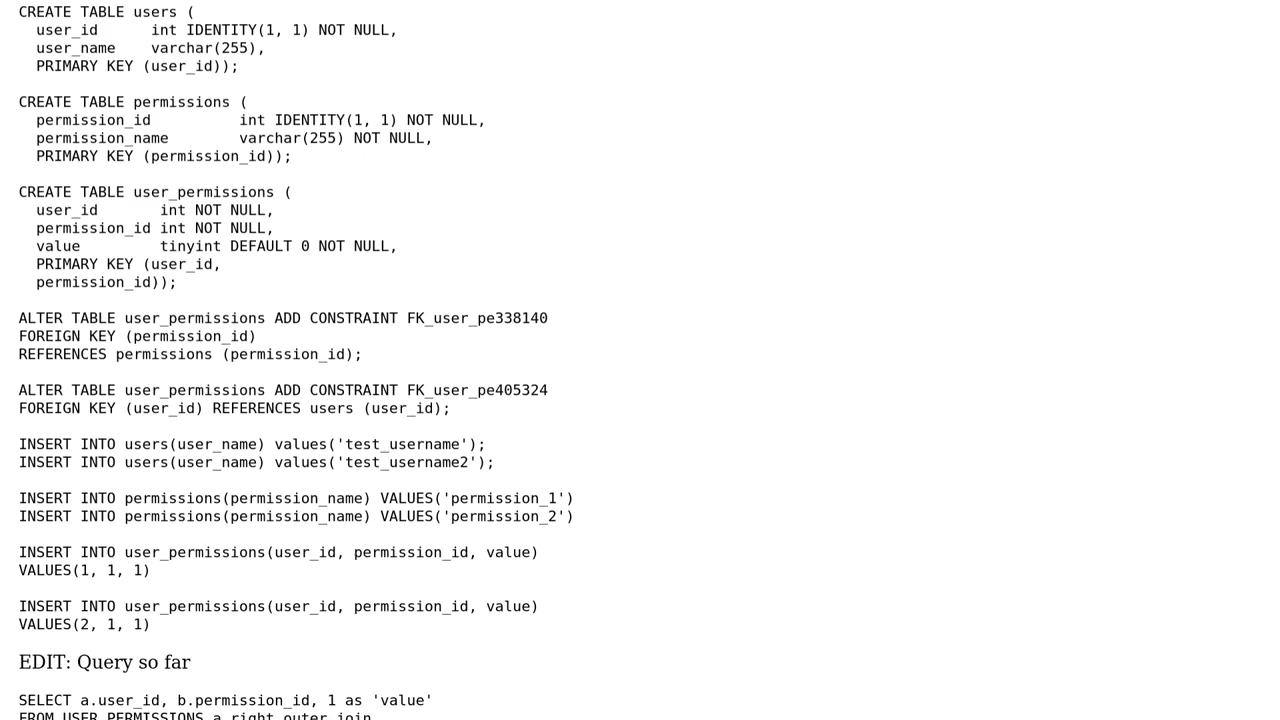 CREATE TABLE users (
  user_id      int IDENTITY(1, 1) NOT NULL,
  user_name    varchar(255),
  PRIMARY KEY (user_id));

CREATE TABLE permissions (
  permission_id          int IDENTITY(1, 1) NOT NULL,
  permission_name        varchar(255) NOT NULL,
  PRIMARY KEY (permission_id));

CREATE TABLE user_permissions (
  user_id       int NOT NULL,
  permission_id int NOT NULL,
  value         tinyint DEFAULT 0 NOT NULL,
  PRIMARY KEY (user_id,
  permission_id));

ALTER TABLE user_permissions ADD CONSTRAINT FK_user_pe338140
FOREIGN KEY (permission_id)
REFERENCES permissions (permission_id);

ALTER TABLE user_permissions ADD CONSTRAINT FK_user_pe405324
FOREIGN KEY (user_id) REFERENCES users (user_id);

INSERT INTO users(user_name) values('test_username');
INSERT INTO users(user_name) values('test_username2');

INSERT INTO permissions(permission_name) VALUES('permission_1')
INSERT INTO permissions(permission_name) VALUES('permission_2')

INSERT INTO user_permissions(user_id, permission_id, value)
VALUES(1, 1, 1)

INSERT INTO user_permissions(user_id, permission_id, value)
VALUES(2, 1, 1)

EDIT: Query so far

SELECT a.user_id, b.permission_id, 1 as 'value'
FROM USER_PERMISSIONS a right outer join